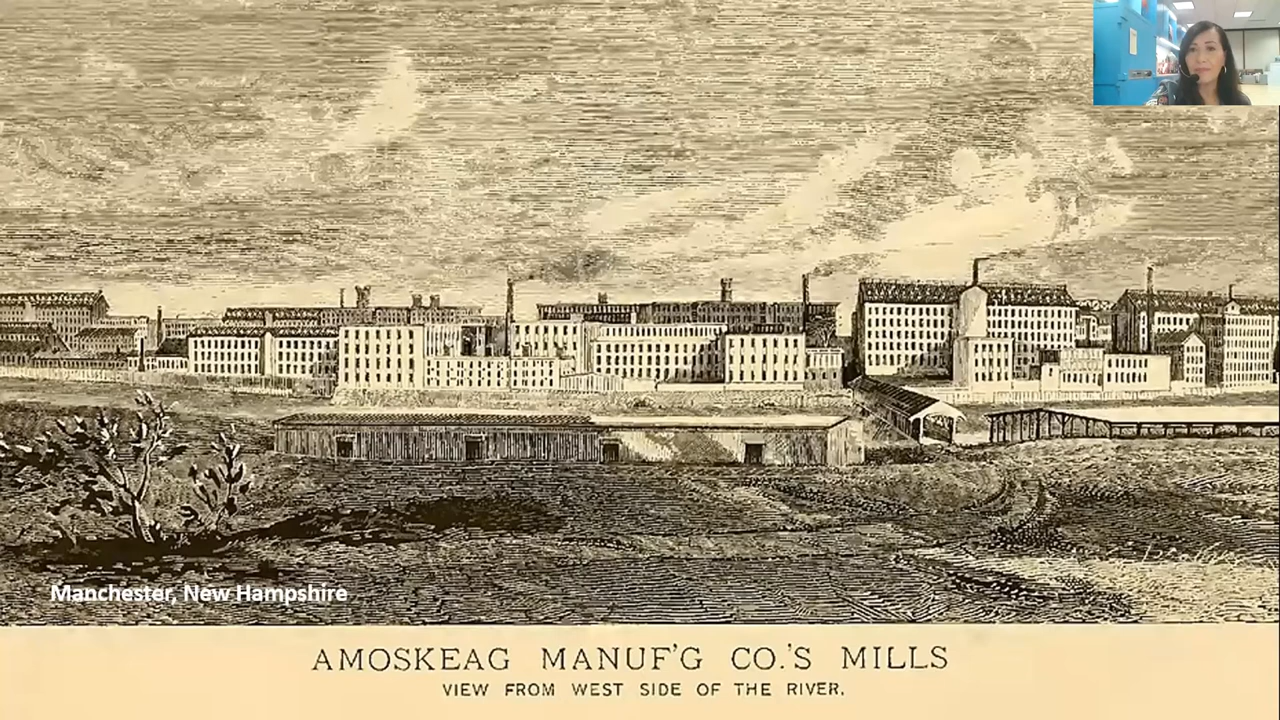 Manchester, New Hampshire
AMOSKEAG MANUF'G CO.'S MILLS
VIEW FROM WEST SIDE OF THE RIVER.